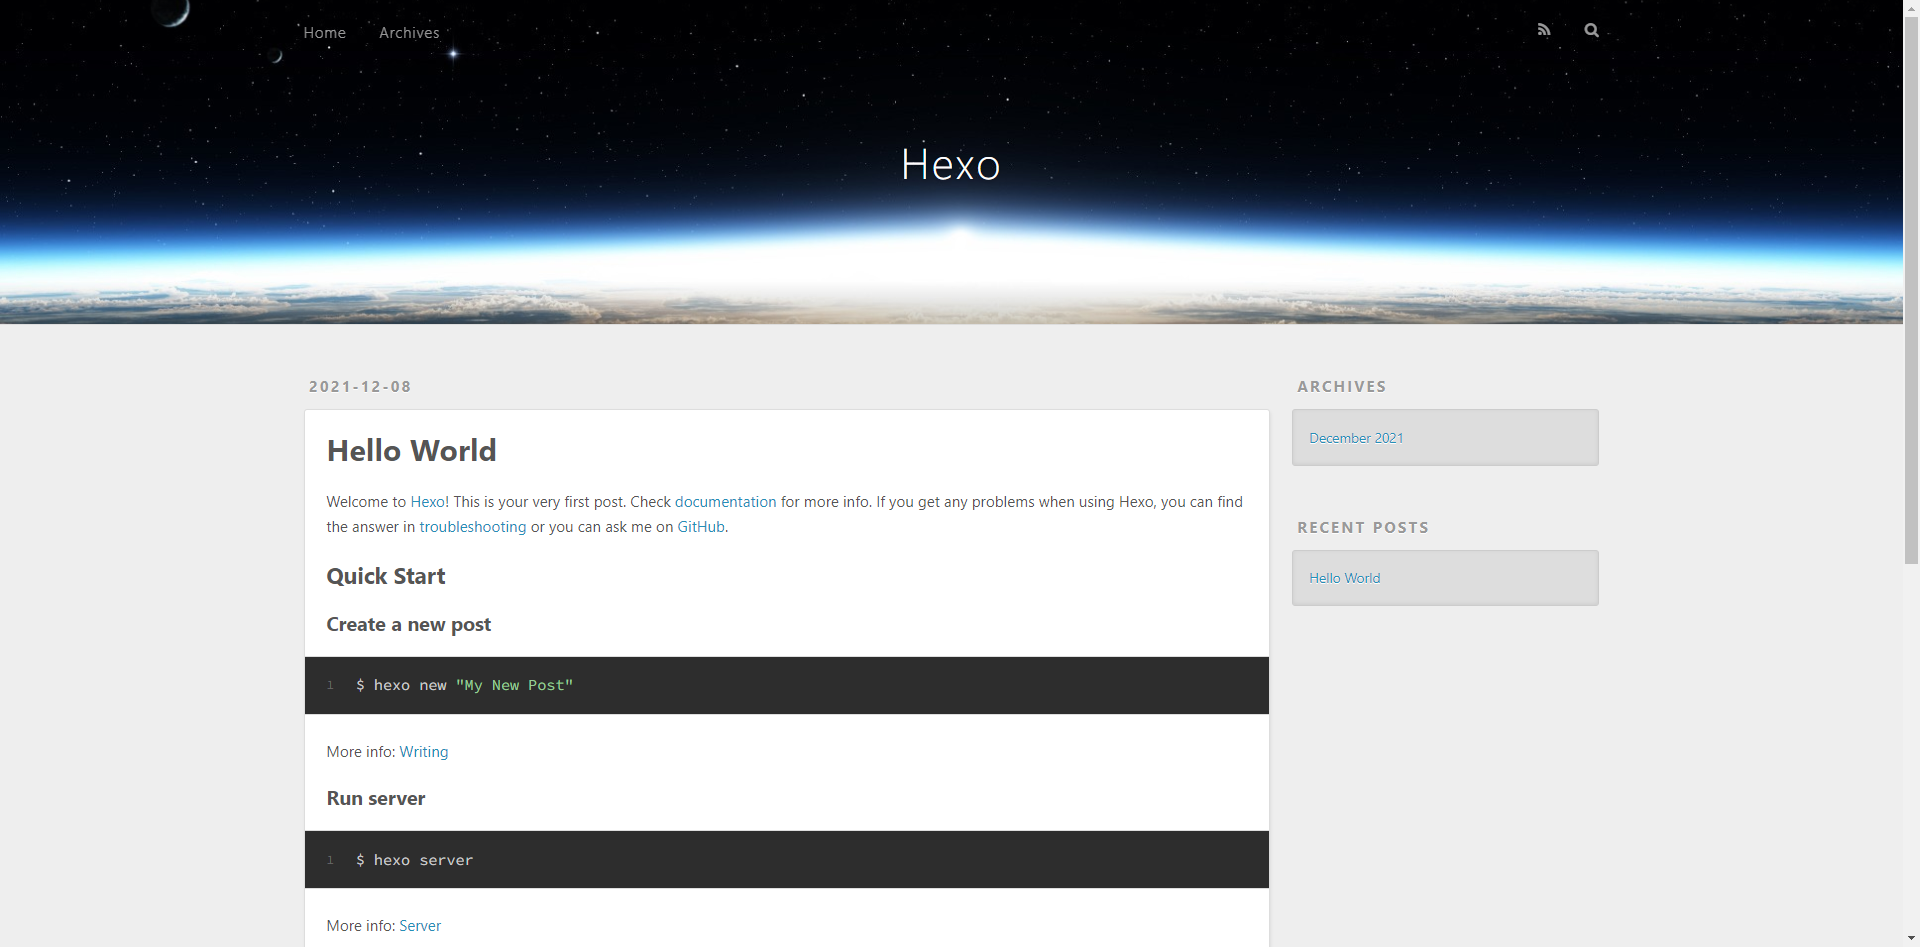 Home Archives
Hexo
2021-12-08
Hello World
Welcome to Hexo! This is your very first post. Check documentation for more info. If you get any problems when using Hexo, you can find
the answer in troubleshooting or you can ask me on GitHub.
Quick Start
Create a new post
1 $ hexo new "My New Post"
More info: Writing
Run server
1 $ hexo server
More info: Server
ARCHIVES
December 2021
RECENT POSTS
Hello World